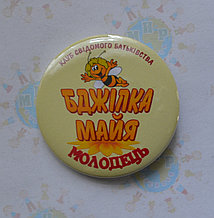 КЛУБ СВІДОМОГО БАТЬКІВСТВА
БДЖІЛКА
МАЙЯ
МОЛОДЕЦЬ